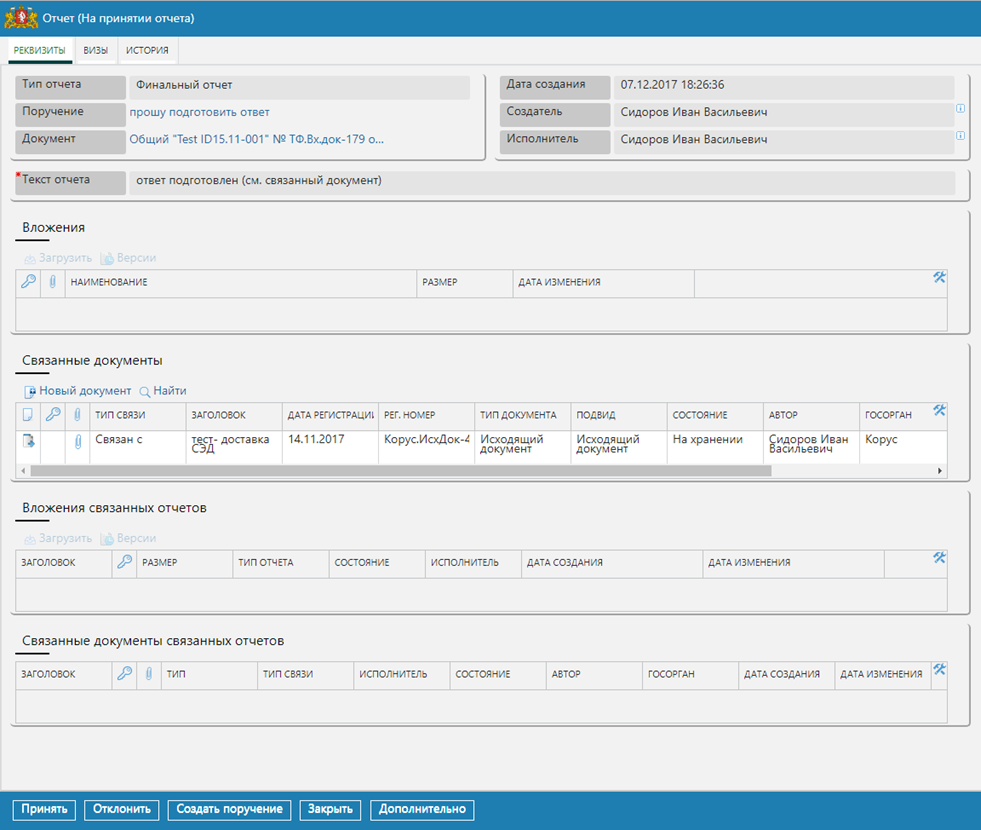 Отчет (На принятии отчета)
РЕКВИЗИТЫ ВИЗЫ ИСТОРИЯ
Тип отчета Финальный отчет
Поручение прошу подготовить ответ
Документ Общий "Test ID15.11-001" № ТФ.Вх.док-179 о...
Дата создания 07.12.2017 18:26:36
Создатель Сидоров Иван Васильевич
Исполнитель Сидоров Иван Васильевич
Текст отчета ответ подготовлен (см. связанный документ)
Вложения
Загрузить Версии
НАИМЕНОВАНИЕ РАЗМЕР ДАТА ИЗМЕНЕНИЯ
Связанные документы
Новый документ Найти
ТИП СВЯЗИ ЗАГОЛОВОК ДАТА РЕГИСТРАЦИИ РЕГ. НОМЕР ТИП ДОКУМЕНТА ПОДВИД СОСТОЯНИЕ АВТОР ГОСОРГАН
Связан с тест- доставка 14.11.2017 Корус.ИсхДок-4 Исходящий Исходящий На хранении Сидоров Иван Корус
СЭД документ документ Васильевич
Вложения связанных отчетов
Загрузить Версии
ЗАГОЛОВОК РАЗМЕР ТИП ОТЧЕТА СОСТОЯНИЕ ИСПОЛНИТЕЛЬ ДАТА СОЗДАНИЯ ДАТА ИЗМЕНЕНИЯ
Связанные документы связанных отчетов
ЗАГОЛОВОК ТИП ТИП СВЯЗИ ИСПОЛНИТЕЛЬ СОСТОЯНИЕ АВТОР ГОСОРГАН ДАТА СОЗДАНИЯ ДАТА ИЗМЕНЕНИЯ
Принять Отклонить Создать поручение Закрыть Дополнительно